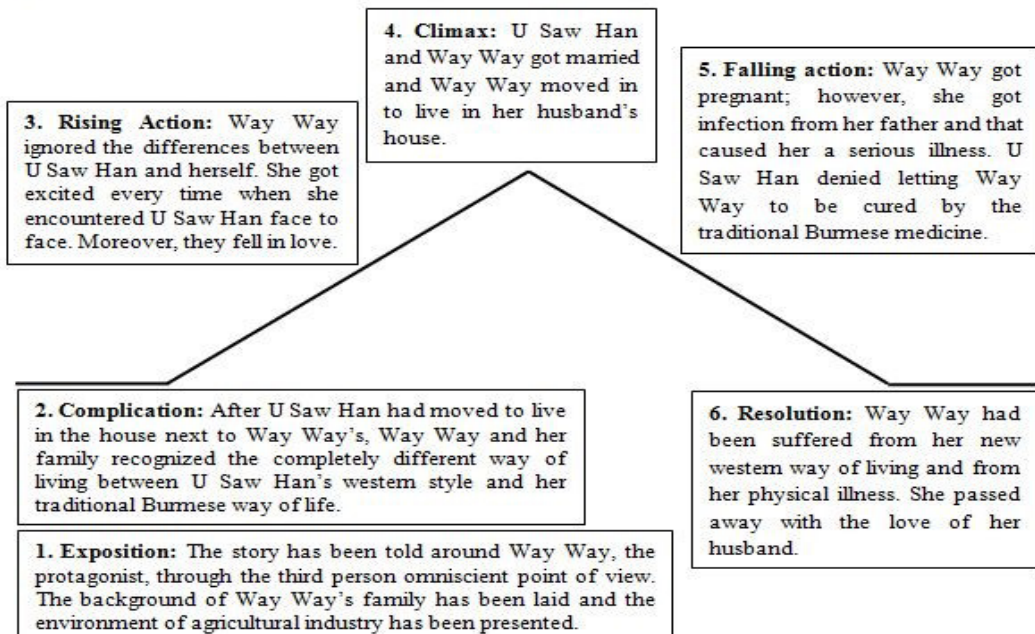 4. Climax: U Saw Han
and Way Way got married
and Way Way moved in
to live in her husband's
house.
5. Falling action: Way Way got
pregnant; however, she got
infection from her father and that
caused her a serious illness. U
Saw Han denied letting Way
Way to be cured by the
traditional Burmese medicine.
3. Rising Action: Way Way
ignored the differences between
U Saw Han and herself. She got
excited every time when she
encountered U Saw Han face to
face. Moreover, they fell in love.
2. Complication: After U Saw Han had moved to live
in the house next to Way Way's, Way Way and her
family recognized the completely different way of
living between U Saw Han's western style and her
traditional Burmese way of life.
6. Resolution: Way Way had
been suffered from her new
western way of living and from
her physical illness. She passed
away with the love of her
husband.
1. Exposition: The story has been told around Way Way, the
protagonist, through the third person omniscient point of view.
The background of Way Way's family has been laid and the
environment of agricultural industry has been presented.